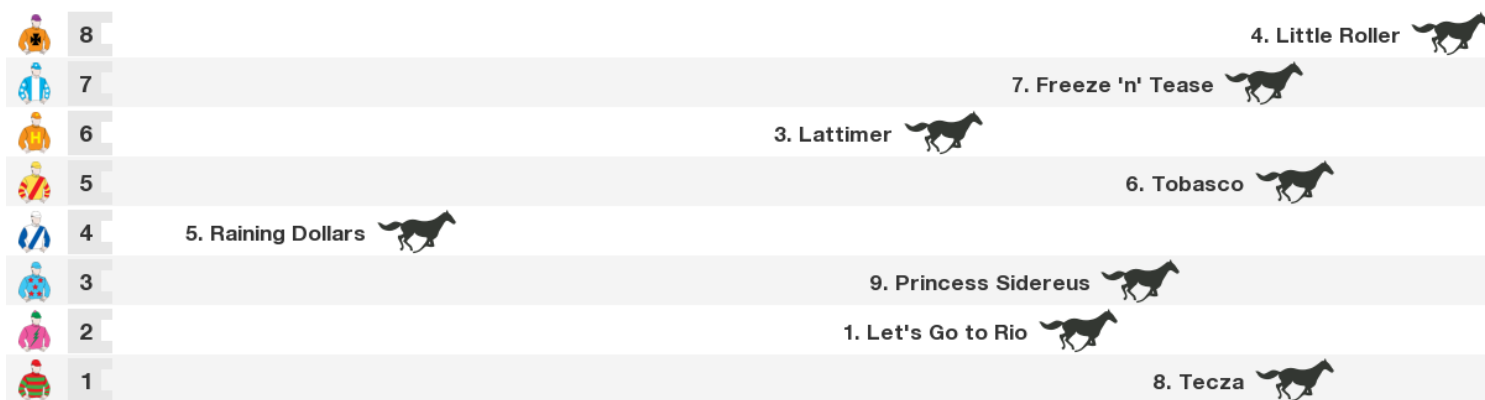 8 4. Little Roller
7 7. Freeze 'n' Tease
H 6 3. Lattimer
5 6. Tobasco
4 5. Raining Dollars
3 9. Princess Sidereus
2 1. Let's Go to Rio
1 8. Tecza